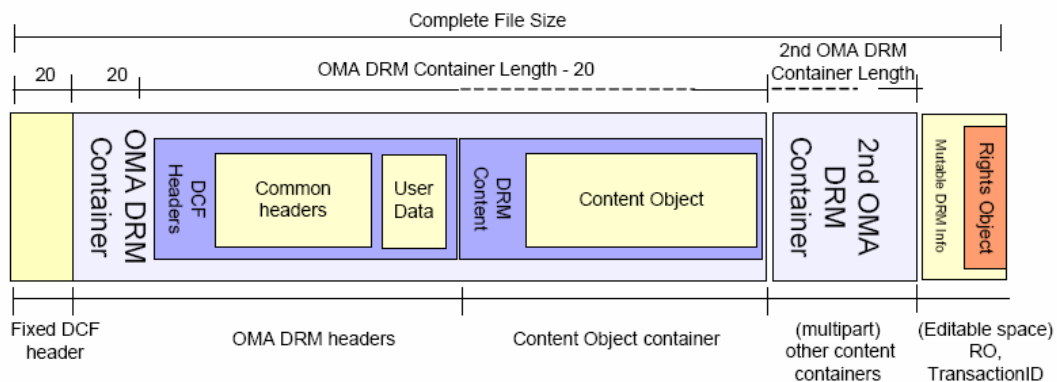 Complete File Size
20
20
OMA DRM Container Length - 20
2nd OMA DRM
Container Length
OMA DRM
Container
DCF
Headers
Common
headers
User
Data
DRM
Content
Content Object
2nd OMA
DRM
Container
Mutable DRM Info
Rights Object
Fixed DCF
header
OMA DRM headers
Content Object container
(multipart)
other content
containers
(Editable space)
RO,
TransactionID